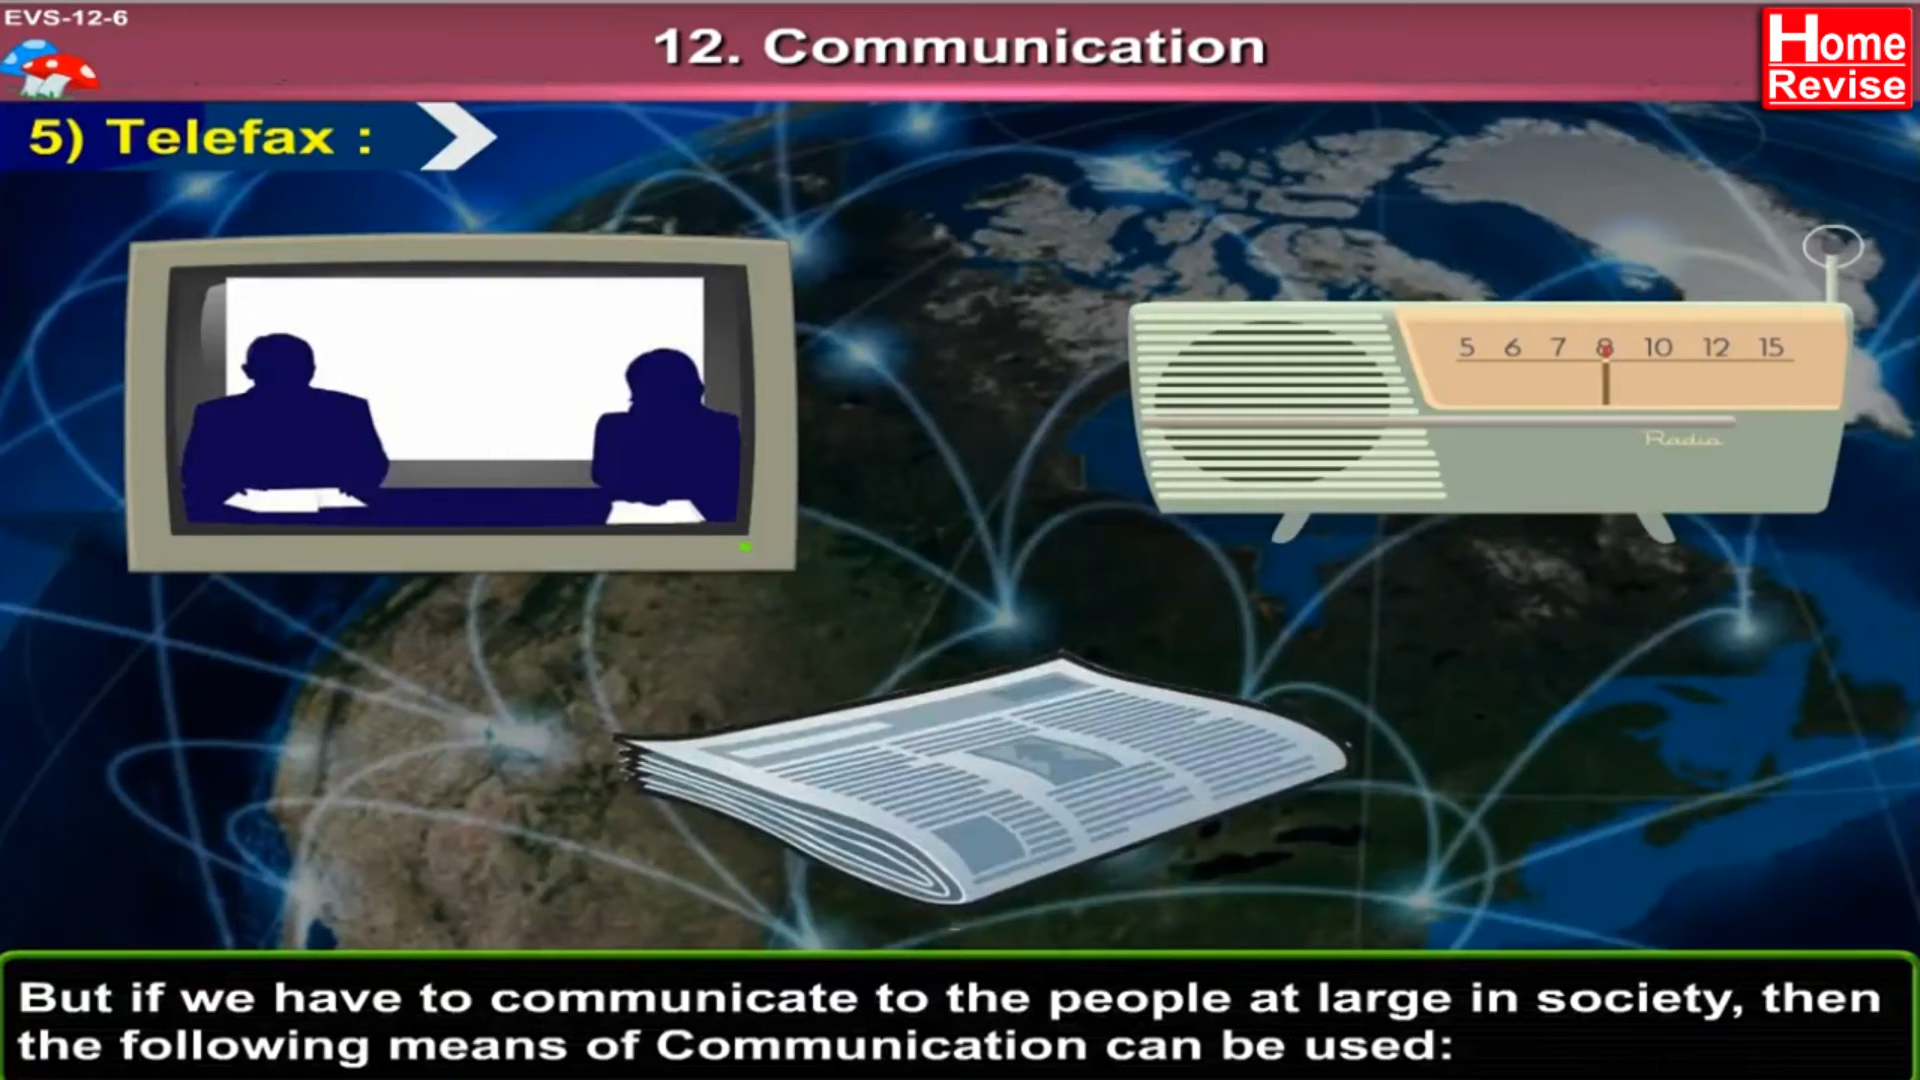 EVS-12-6
12. Communication
Home
Revise
5) Telefax :
5 6 7 8 10 12 15
Radio
But if we have to communicate to the people at large in society, then
the following means of Communication can be used: